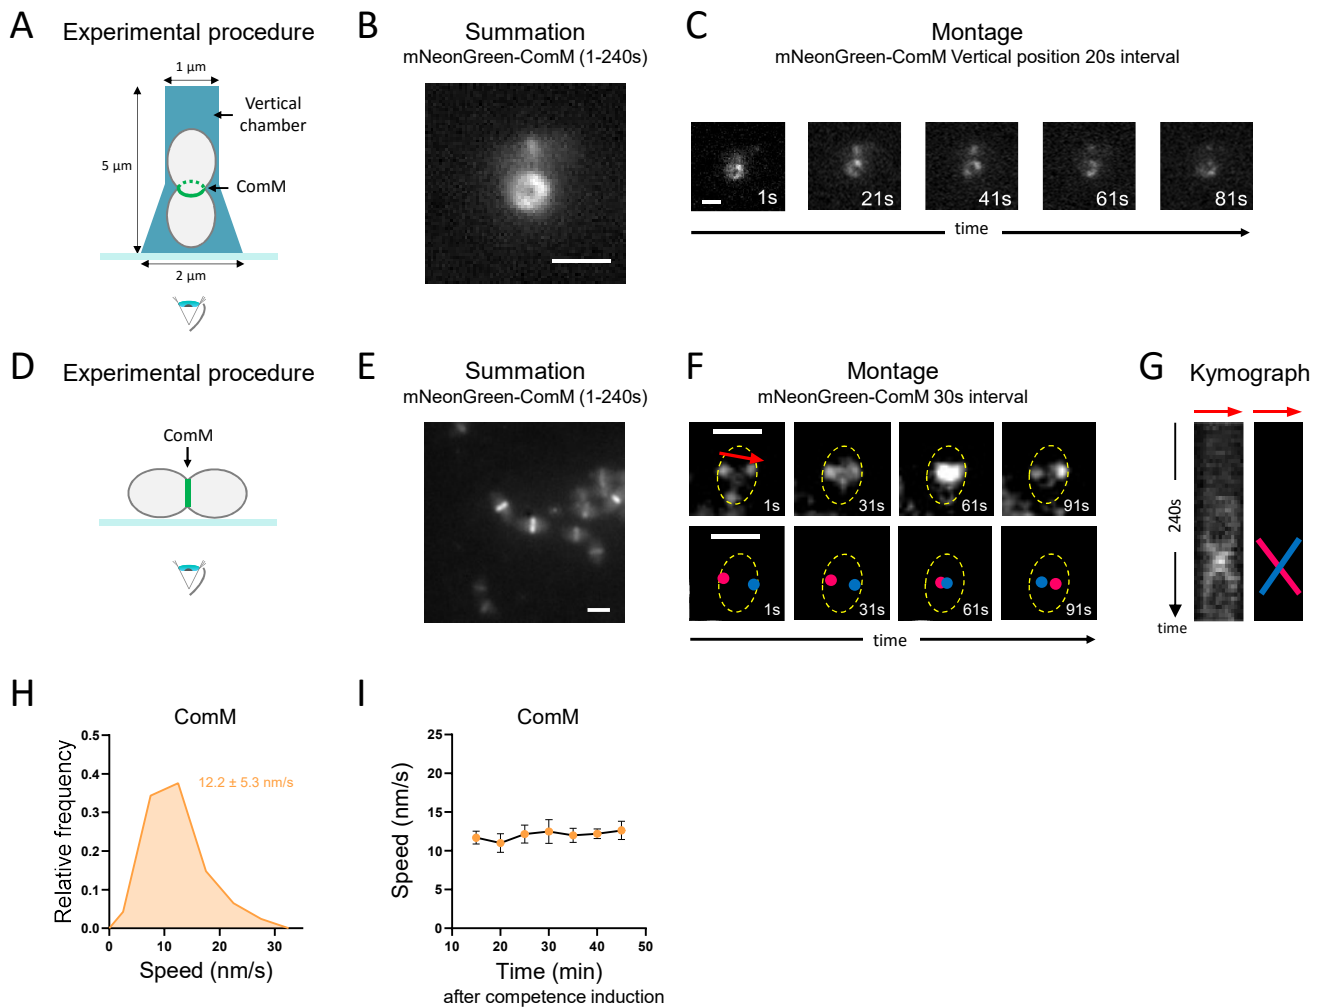 A
Experimental procedure
1 µm
Vertical
chamber
5 µm
ComM
2 µm
B
Summation
mNeonGreen-ComM (1-240s)
C
Montage
mNeonGreen-ComM Vertical position 20s interval
1s
21s
41s
61s
81s
time
D
Experimental procedure
ComM
E
Summation
mNeonGreen-ComM (1-240s)
F
Montage
mNeonGreen-ComM 30s interval
1s
31s
61s
91s
1s
31s
61s
91s
time
G
Kymograph
240s
time
H
ComM
0.5
0.4
0.3
0.2
0.1
0.0
Relative frequency
12.2 ± 5.3 nm/s
0
10
20
30
Speed (nm/s)
I
ComM
25
20
15
10
5
0
Speed (nm/s)
10
20
30
40
50
Time (min)
after competence induction